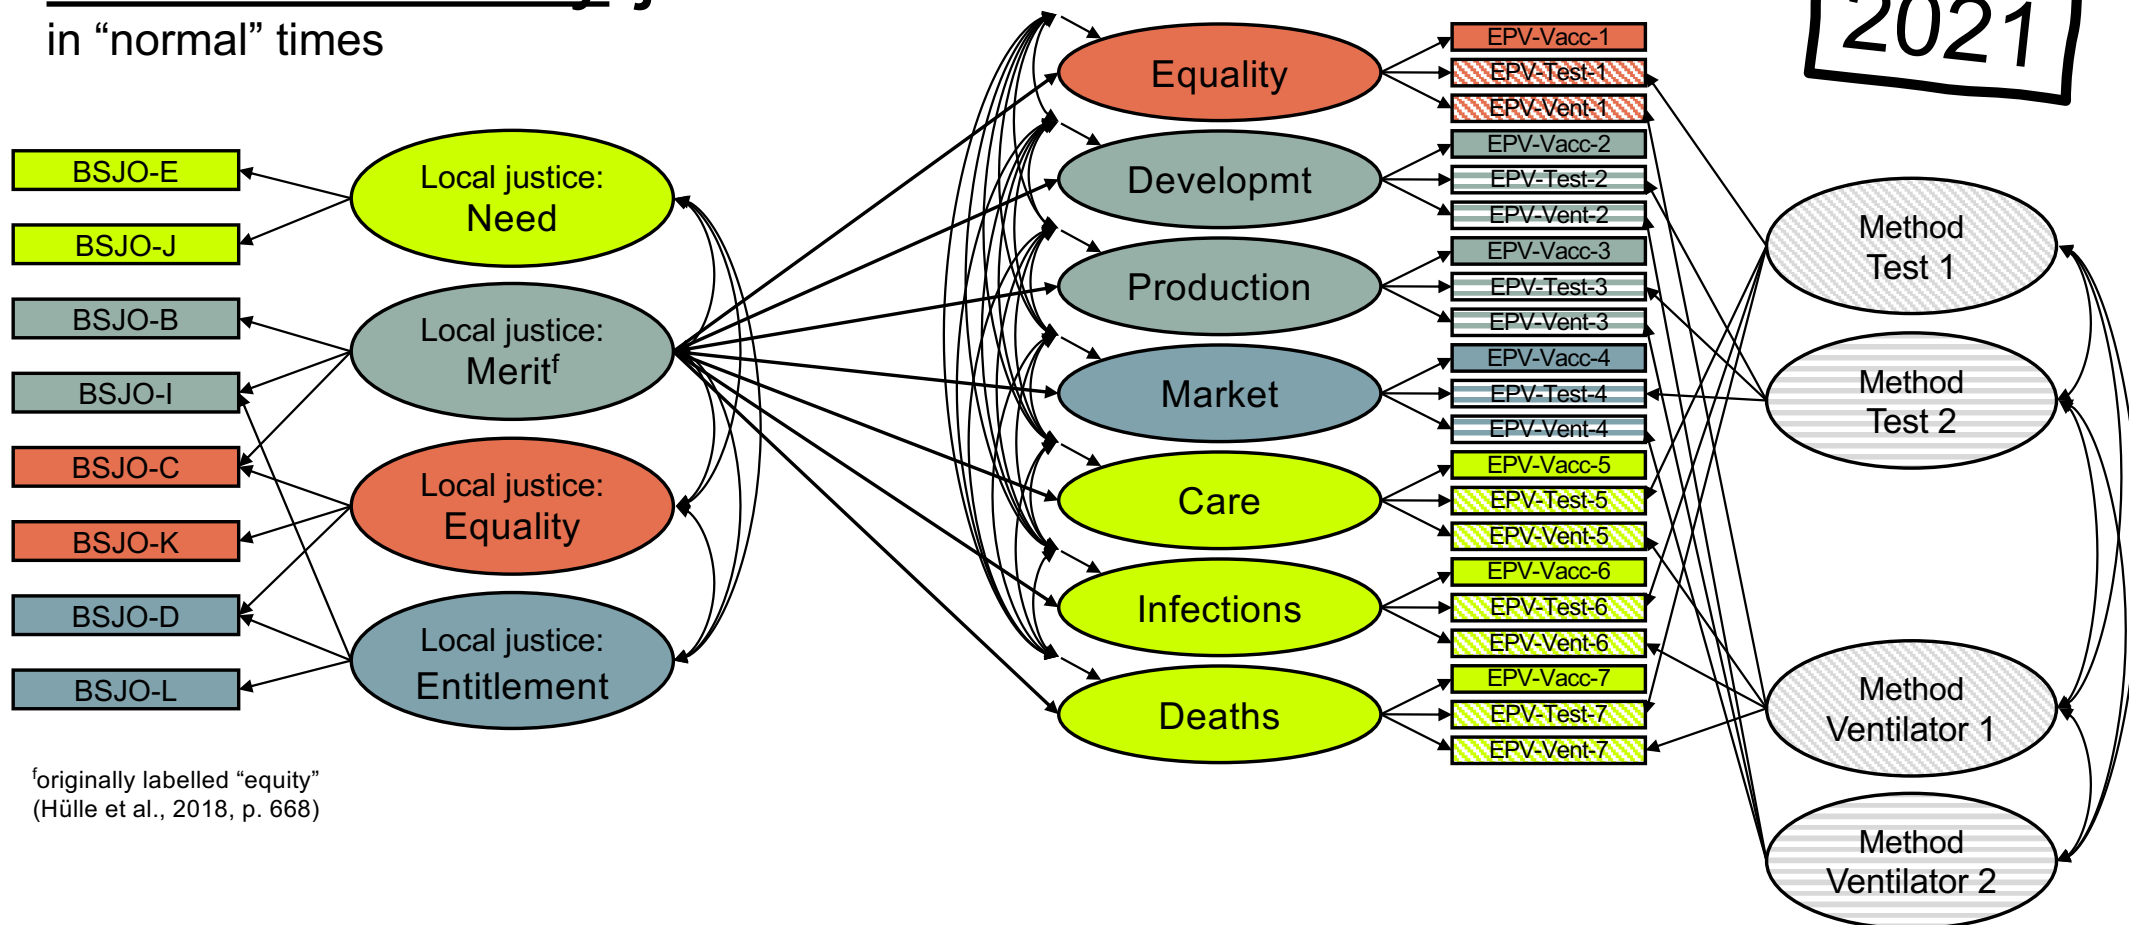 in “normal” times
2021
BSJO-E
BSJO-J
BSJO-B
BSJO-I
BSJO-C
BSJO-K
BSJO-D
BSJO-L
Local justice:
Need
Local justice:
Meritᶠ
Local justice:
Equality
Local justice:
Entitlement
Equality
Developmt
Production
Market
Care
Infections
Deaths
EPV-Vacc-1
EPV-Test-1
EPV-Vent-1
EPV-Vacc-2
EPV-Test-2
EPV-Vent-2
EPV-Vacc-3
EPV-Test-3
EPV-Vent-3
EPV-Vacc-4
EPV-Test-4
EPV-Vent-4
EPV-Vacc-5
EPV-Test-5
EPV-Vent-5
EPV-Vacc-6
EPV-Test-6
EPV-Vent-6
EPV-Vacc-7
EPV-Test-7
EPV-Vent-7
Method
Test 1
Method
Test 2
Method
Ventilator 1
Method
Ventilator 2
ᶠoriginally labelled “equity”
(Hülle et al., 2018, p. 668)